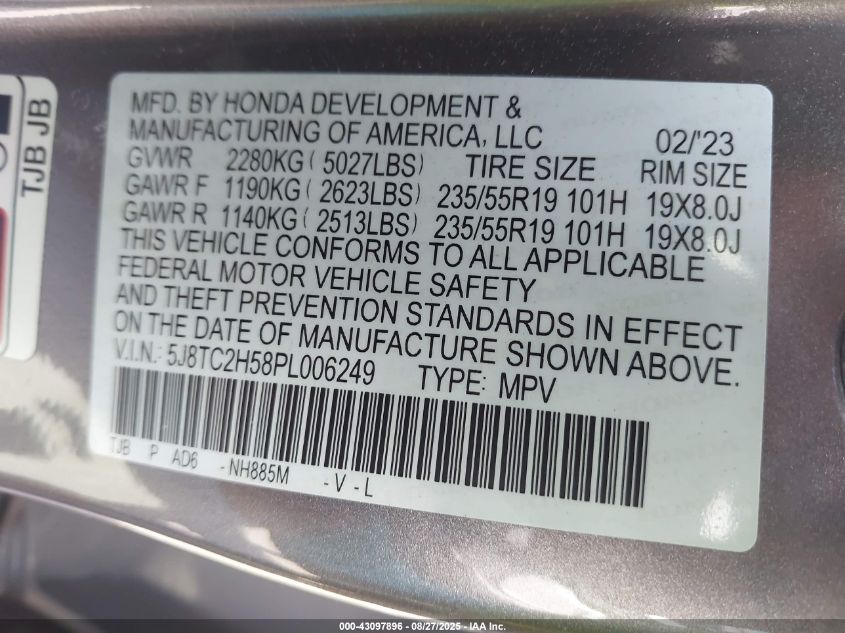 TJB JB
MFD. BY HONDA DEVELOPMENT &
MANUFACTURING OF AMERICA, LLC 02/'23
GVWR 2280KG ( 5027LBS) TIRE SIZE RIM SIZE
GAWR F 1190KG ( 2623LBS) 235/55R19 101H 19X8.0J
GAWR R 1140KG ( 2513LBS) 235/55R19 101H 19X8.0J
THIS VEHICLE CONFORMS TO ALL APPLICABLE
FEDERAL MOTOR VEHICLE SAFETY
AND THEFT PREVENTION STANDARDS IN EFFECT
ON THE DATE OF MANUFACTURE SHOWN ABOVE.
V.I.N.: 5J8TC2H58PL006249 TYPE: MPV
TJB P AD6 - NH885M - V - L
000-43097896 - 08/27/2025 - IAA Inc.